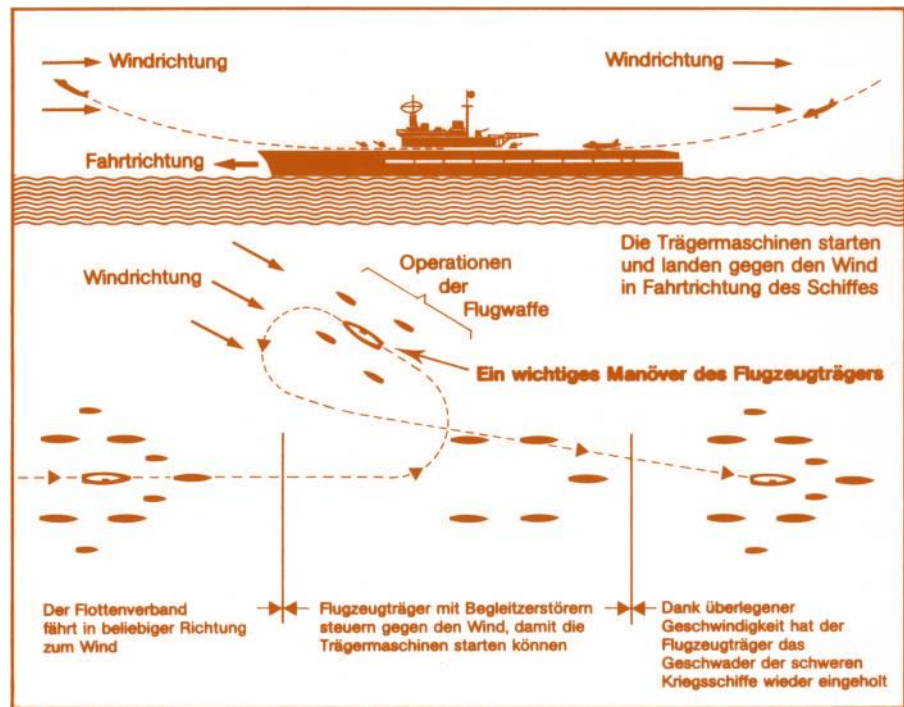 Windrichtung
Windrichtung
Fahrtrichtung
Die Trägermaschinen starten
und landen gegen den Wind
in Fahrtrichtung des Schiffes
Windrichtung
Operationen
der
Flugwaffe
Ein wichtiges Manöver des Flugzeugträgers
Der Flottenverband
fährt in beliebiger Richtung
zum Wind
Flugzeugträger mit Begleitzerstörern
steuern gegen den Wind, damit die
Trägermaschinen starten können
Dank überlegener
Geschwindigkeit hat der
Flugzeugträger das
Geschwader der schweren
Kriegsschiffe wieder eingeholt